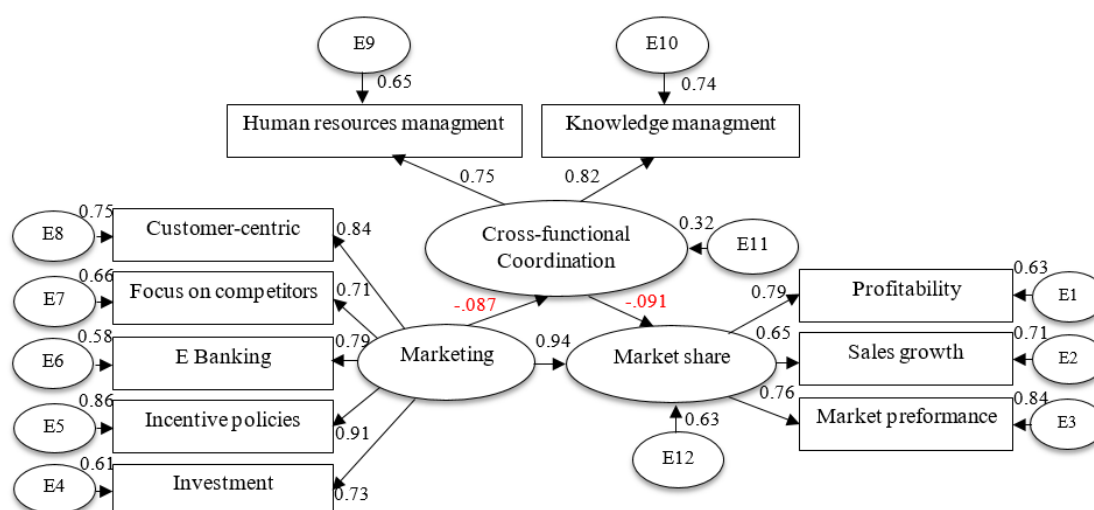 E9
E10
0.65
0.74
Human resources managment
Knowledge managment
0.75
0.82
0.75
Customer-centric
0.84
E8
0.32
Cross-functional
Coordination
E11
0.66
Focus on competitors
0.71
E7
-.087
-.091
0.79
Profitability
0.63
E1
0.58
E Banking
0.79
E6
Marketing
0.94
Market share
0.65
Sales growth
0.71
E2
0.86
Incentive policies
0.91
E5
0.76
Market preformance
0.84
E3
0.63
E12
0.61
Investment
0.73
E4